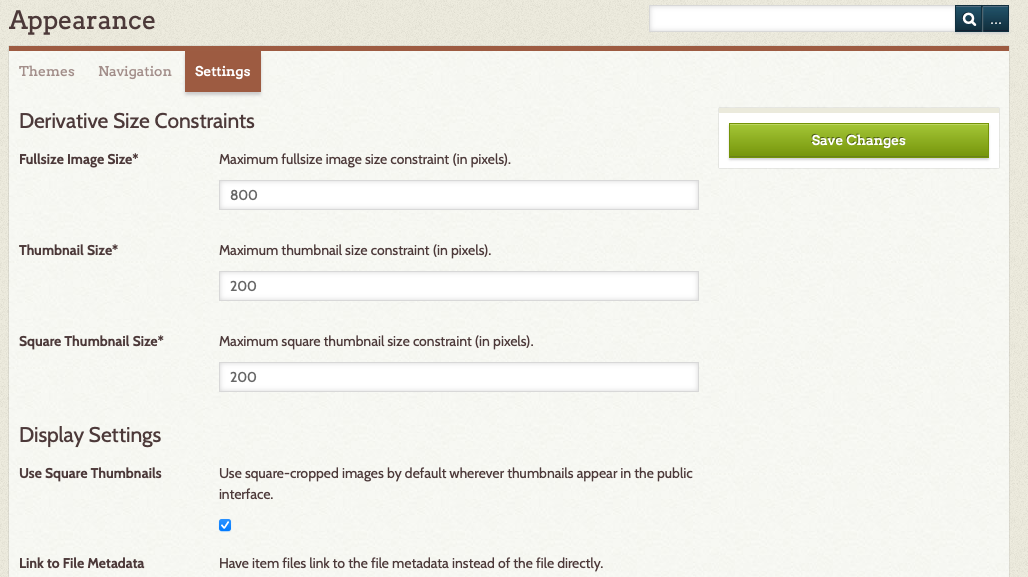 Appearance
...
Themes Navigation Settings
Derivative Size Constraints
Save Changes
Fullsize Image Size* Maximum fullsize image size constraint (in pixels).
800
Thumbnail Size* Maximum thumbnail size constraint (in pixels).
200
Square Thumbnail Size* Maximum square thumbnail size constraint (in pixels).
200
Display Settings
Use Square Thumbnails Use square-cropped images by default wherever thumbnails appear in the public
interface.
Link to File Metadata Have item files link to the file metadata instead of the file directly.